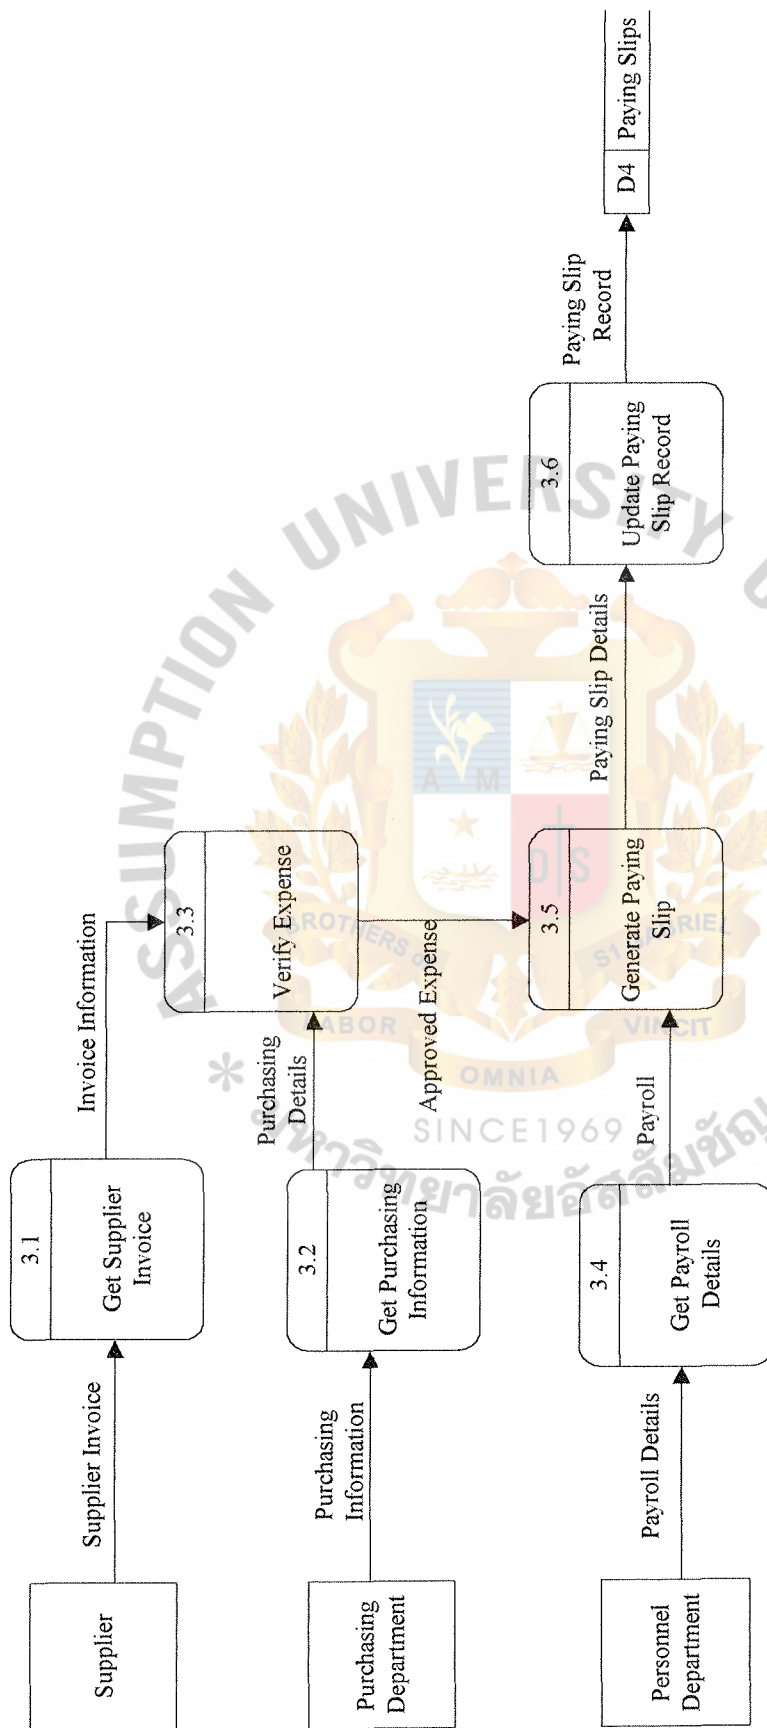 Supplier
Supplier Invoice
3.1
Get Supplier
Invoice
Invoice Information
Purchasing
Department
Purchasing
Information
3.2
Get Purchasing
Information
Purchasing
Details
3.3
Verify Expense
Approved Expense
Personnel
Department
Payroll Details
3.4
Get Payroll
Details
Payroll
3.5
Generate Paying
Slip
Paying Slip Details
3.6
Update Paying
Slip Record
Paying Slip
Record
D4 Paying Slips
ASSUMPTION UNIVERSITY
A M
D S
BROTHERS
ST GABRIEL
LABOR
OMNIA
VINCIT
SINCE1969